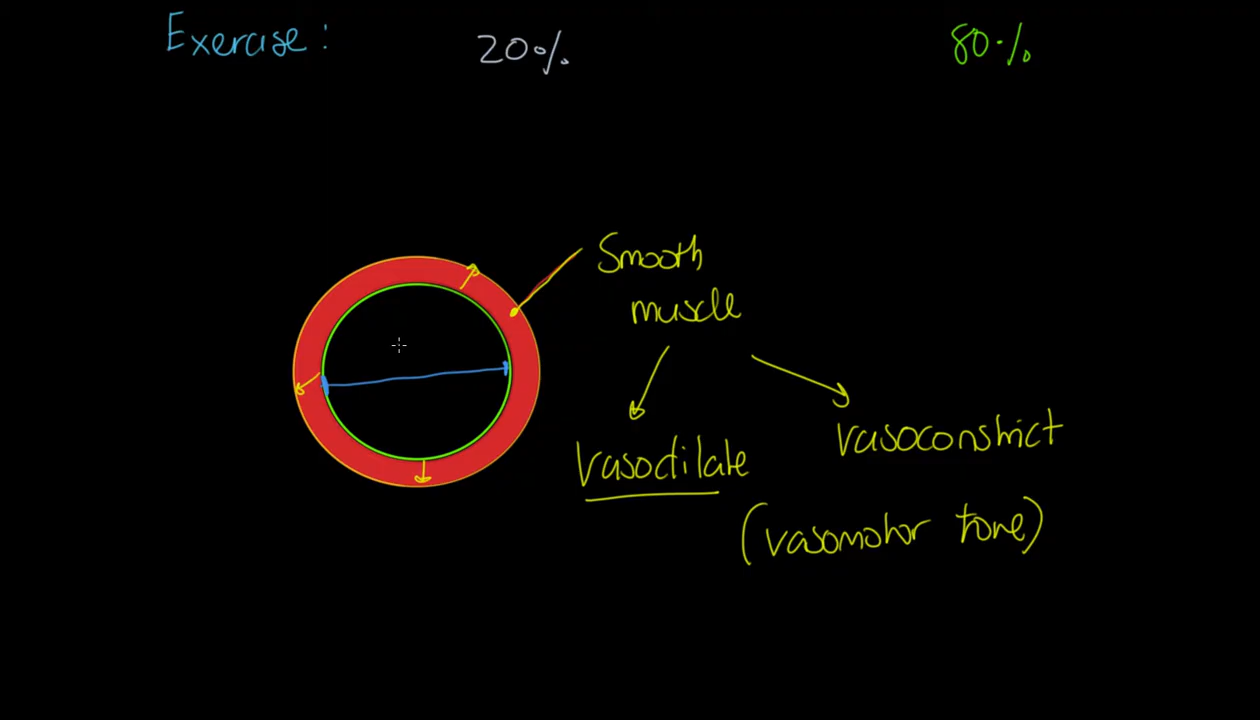 Exercise:
20%
80%
Smooth
muscle
Vasodilate
Vasoconstrict
(vasomotor tone)